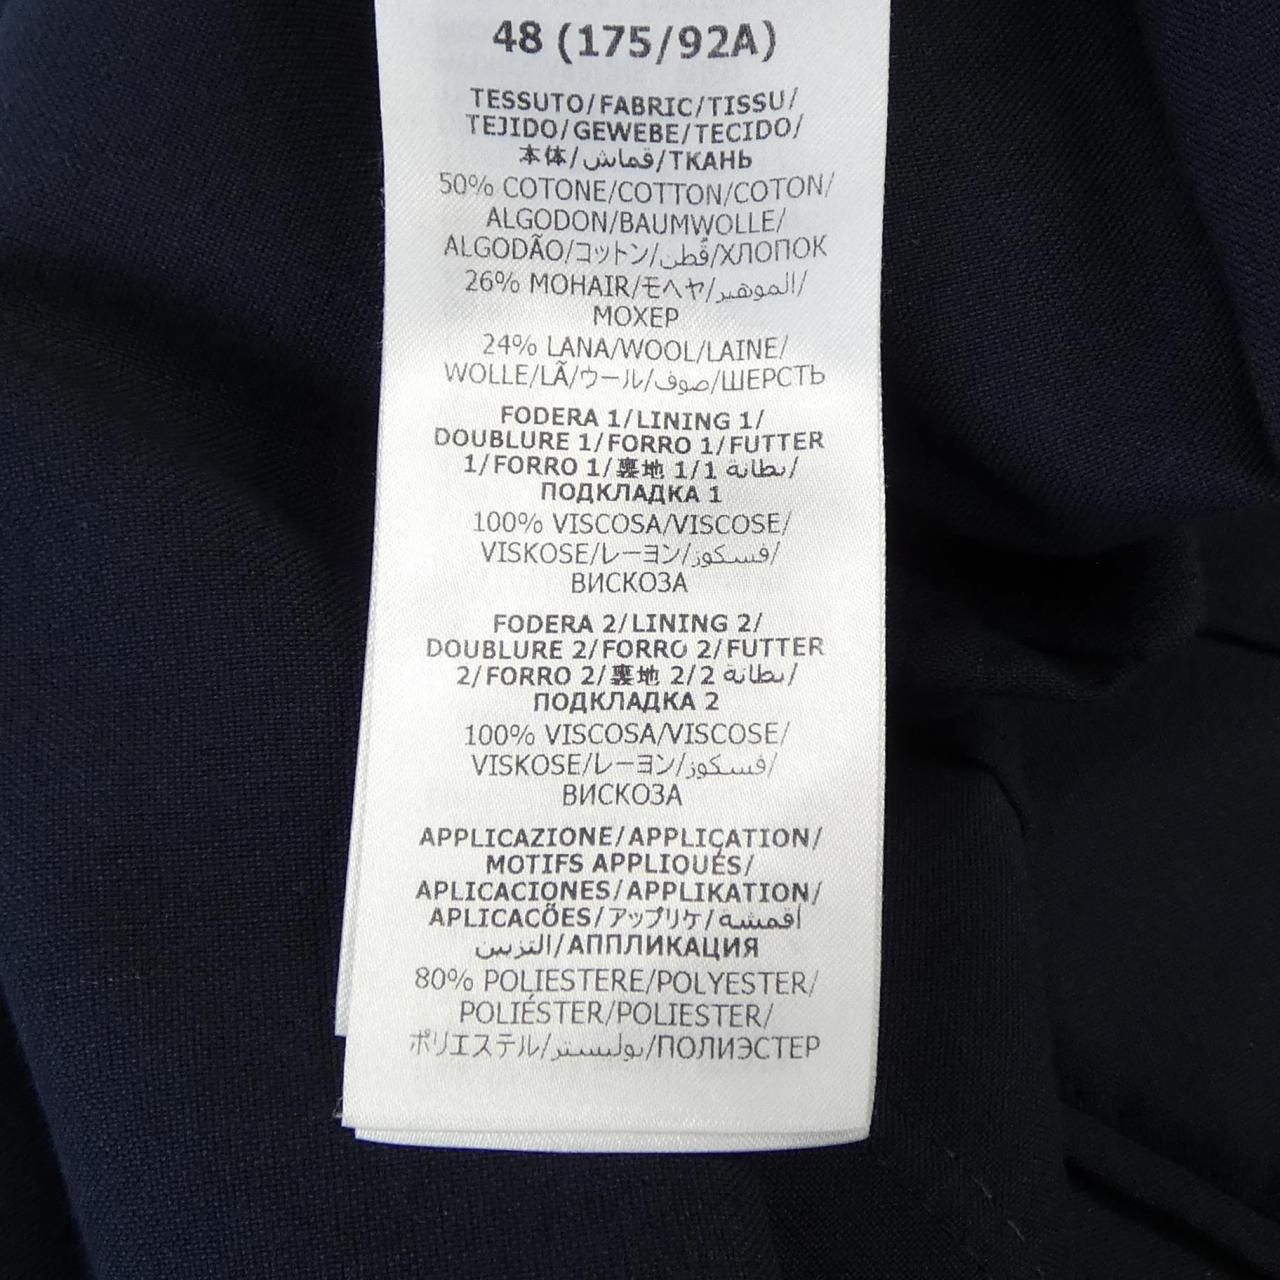 48 (175/92A)
TESSUTO/FABRIC/TISSU/
TEJIDO/GEWEBE/TECIDO/
本体/قماش/ТКАНЬ
50% COTONE/COTTON/COTON/
ALGODON/BAUMWOLLE/
ALGODÃO/コットン/قُطن/ХЛОПОК
26% MOHAIR/モヘヤ/الموهير/
МОХЕР
24% LANA/WOOL/LAINE/
WOLLE/LÃ/ウール/صوف/ШЕРСТЬ
FODERA 1/LINING 1/
DOUBLURE 1/FORRO 1/FUTTER
1/FORRO 1/裏地 1/1 بطانة/
ПОДКЛАДКА 1
100% VISCOSA/VISCOSE/
VISKOSE/レーヨン/فسكوز/
ВИСКОЗА
FODERA 2/LINING 2/
DOUBLURE 2/FORRO 2/FUTTER
2/FORRO 2/裏地 2/2 بطانة/
ПОДКЛАДКА 2
100% VISCOSA/VISCOSE/
VISKOSE/レーヨン/فسكوز/
ВИСКОЗА
APPLICAZIONE/APPLICATION/
MOTIFS APPLIQUÉS/
APLICACIONES/APPLIKATION/
APLICAÇÕES/アップリケ/أقمشة
التزيين/АППЛИКАЦИЯ
80% POLIESTERE/POLYESTER/
POLIÉSTER/POLIESTER/
ポリエステル/بوليستر/ПОЛИЭСТЕР